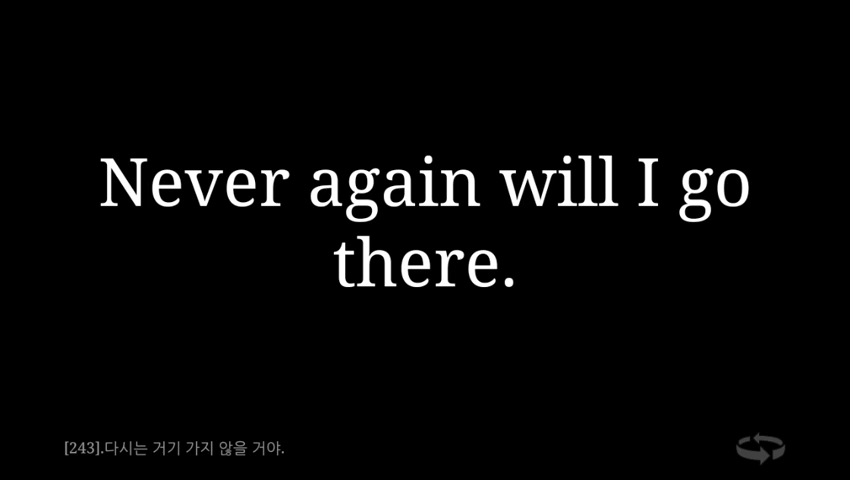 Never again will I go
there.
[243].다시는 거기 가지 않을 거야.